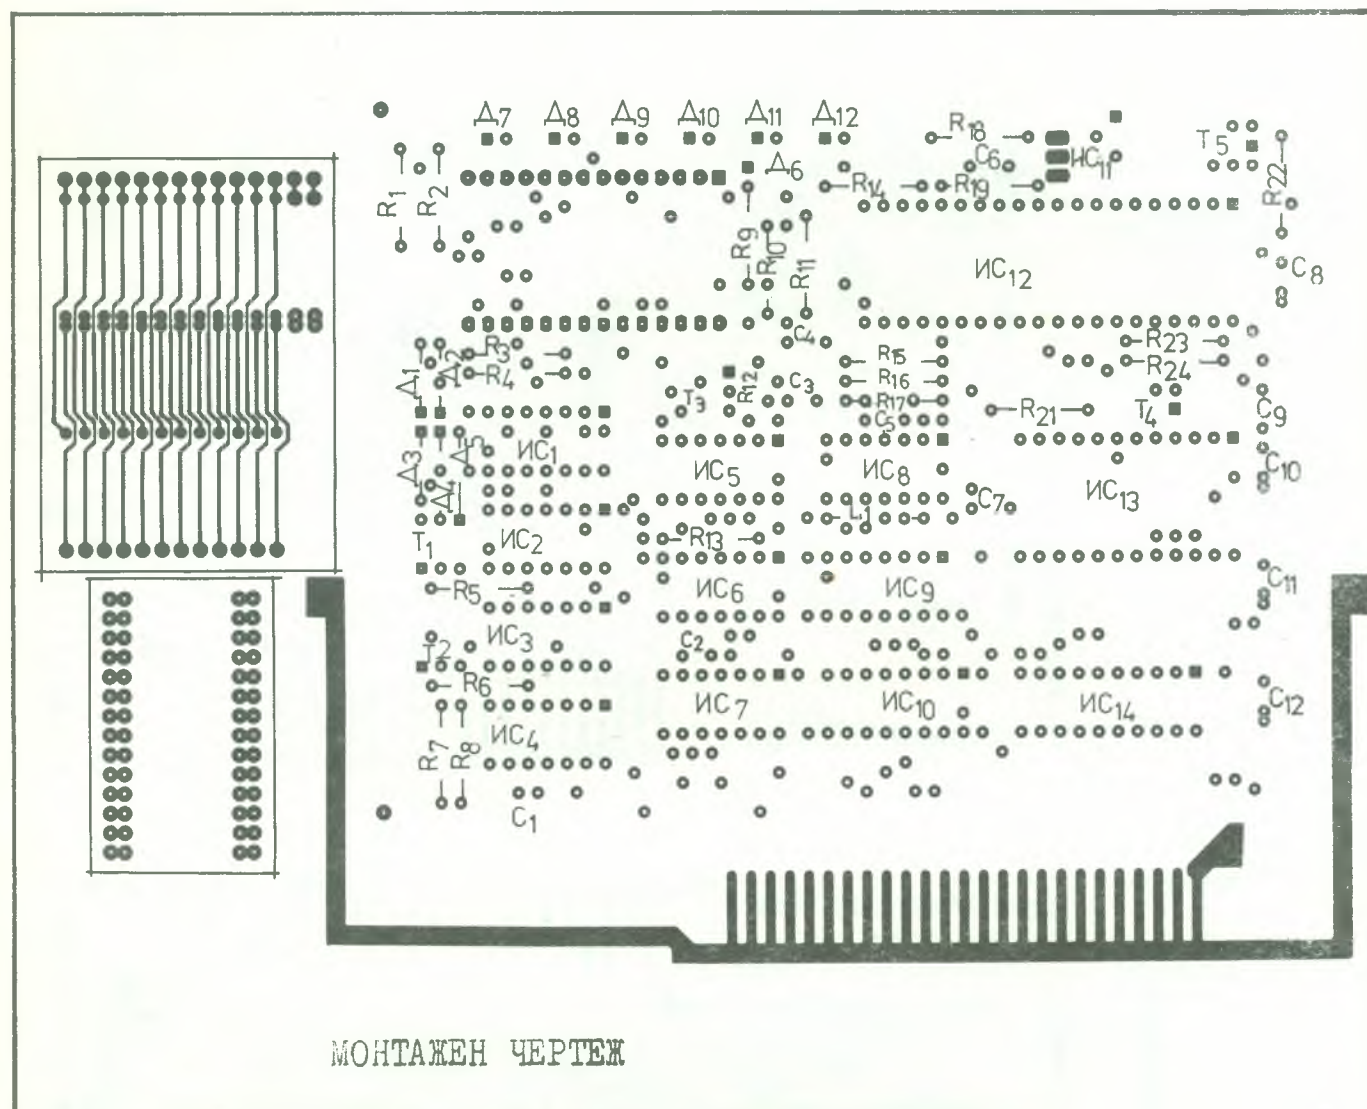 Д7 Д8 Д9 Д10 Д11 Д12 R18 T5
R1 R2 Д6 C6 ИС11 R22
R14 R19
R9 R10 R11 ИС12 C8
C4
Д1 Д2 R3 R15 R23
R4 R16 R24
T3 R12 C3 R17 R21 T4 C9
C5
Д3 Д5 ИС1 ИС5 ИС8 C10
Д4 C7 ИС13
L1
T1 ИС2 R13
R5 ИС6 ИС9 C11
T2 ИС3 C2
R6 ИС7 ИС10 ИС14 C12
R7 R8 ИС4
C1
МОНТАЖЕН ЧЕРТЕЖ